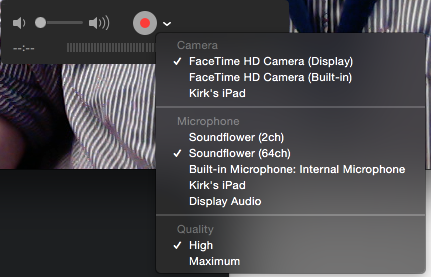 --:--
Camera
✓ FaceTime HD Camera (Display)
FaceTime HD Camera (Built-in)
Kirk's iPad
Microphone
Soundflower (2ch)
✓ Soundflower (64ch)
Built-in Microphone: Internal Microphone
Kirk's iPad
Display Audio
Quality
✓ High
Maximum